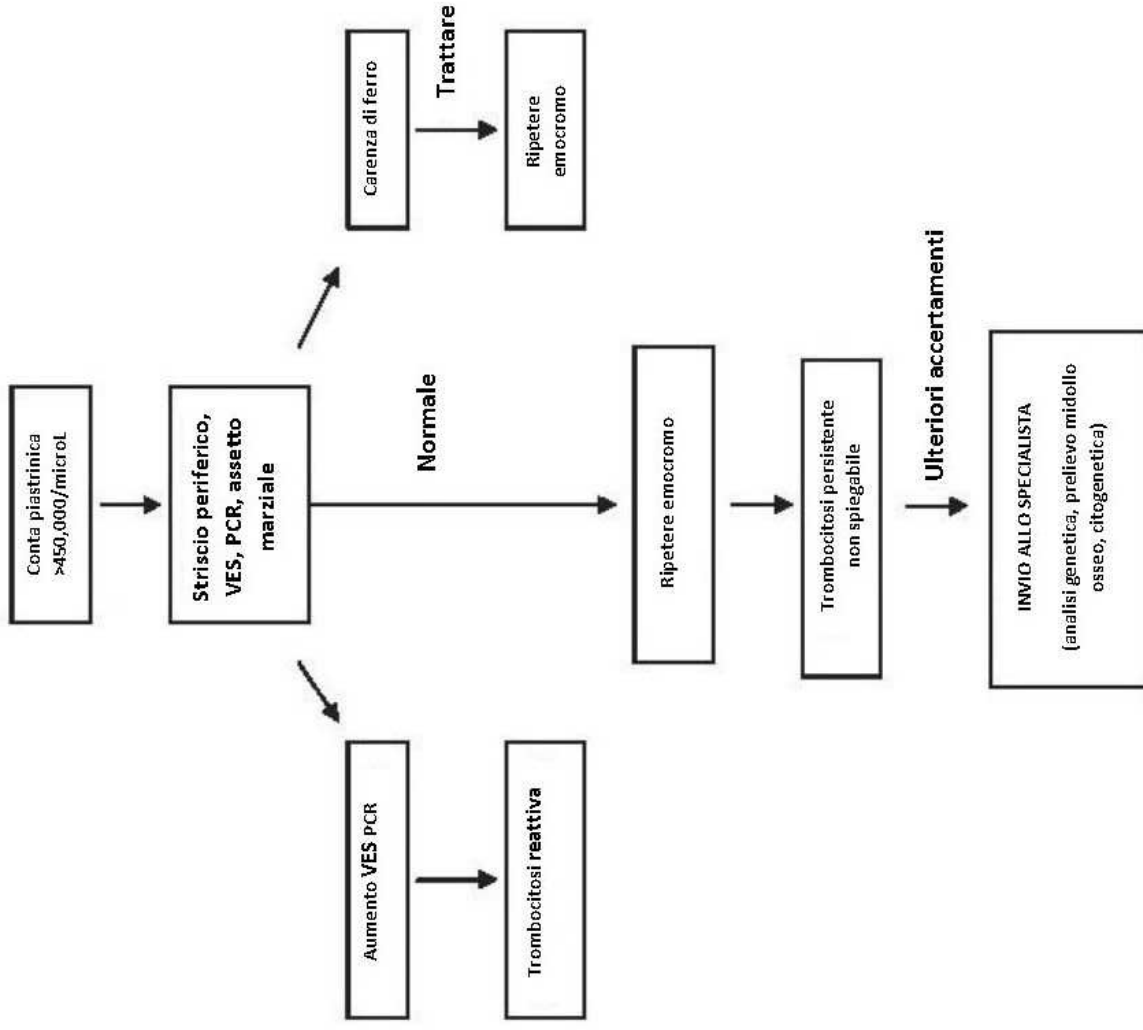 Conta piastrinica
>450,000/microL
Striscio periferico,
VES, PCR, assetto
marziale
Aumento VES PCR
Trombocitosi reattiva
Normale
Carenza di ferro
Trattare
Ripetere
emocromo
Ripetere emocromo
Trombocitosi persistente
non spiegabile
Ulteriori accertamenti
INVIO ALLO SPECIALISTA
(analisi genetica, prelievo midollo
osseo, citogenetica)